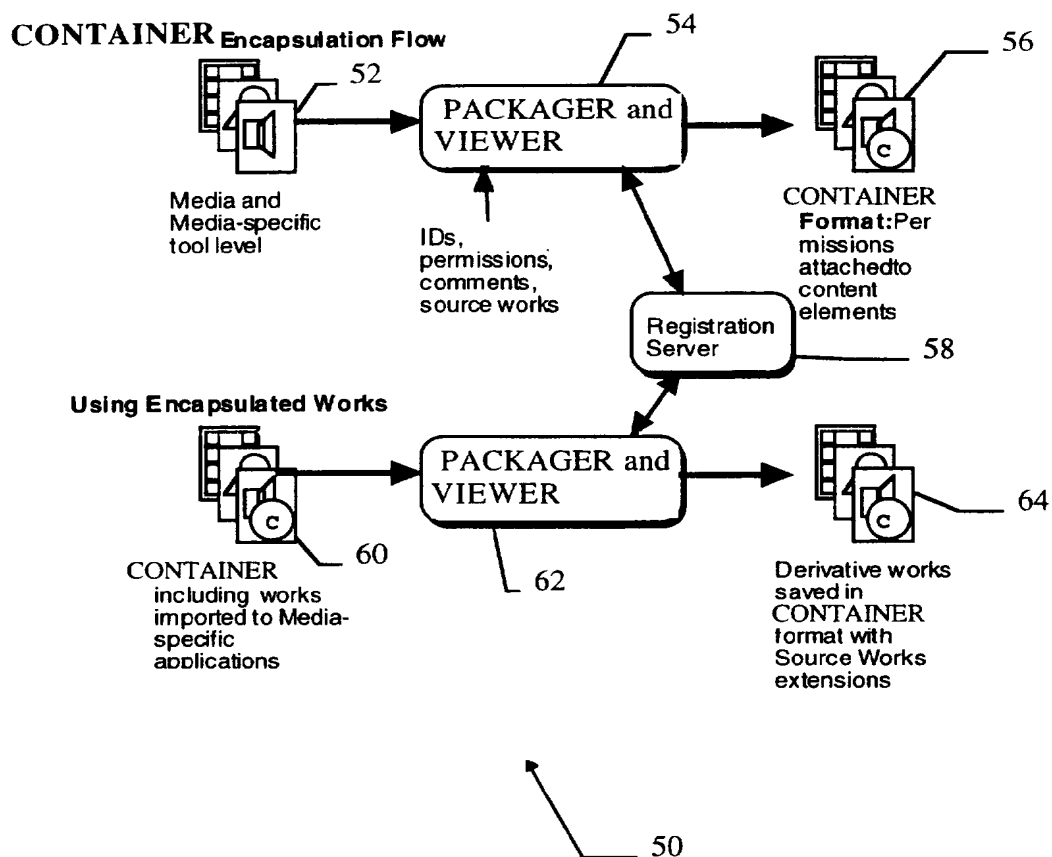 CONTAINER Encapsulation Flow
54
56
52
PACKAGER and
VIEWER
C
Media and
Media-specific
tool level
IDs,
permissions,
comments,
source works
CONTAINER
Format:Per
missions
attachedto
content
elements
Registration
Server
58
Using Encapsulated Works
PACKAGER and
VIEWER
C
C
60
62
64
CONTAINER
including works
imported to Media-
specific
applications
Derivative works
saved in
CONTAINER
format with
Source Works
extensions
50